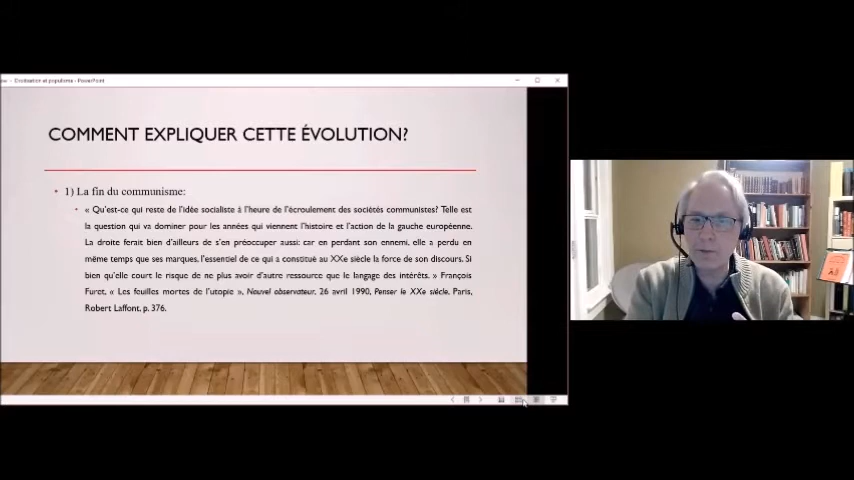 Civilisation et populisme - PowerPoint
COMMENT EXPLIQUER CETTE ÉVOLUTION?
• 1) La fin du communisme:
• « Qu'est-ce qui reste de l'idée socialiste à l'heure de l'écroulement des sociétés communistes? Telle est
la question qui va dominer pour les années qui viennent l'histoire et l'action de la gauche européenne.
La droite ferait bien d'ailleurs de s'en préoccuper aussi: car en perdant son ennemi, elle a perdu en
même temps que ses marques, l'essentiel de ce qui a constitué au XXe siècle la force de son discours. Si
bien qu'elle court le risque de ne plus avoir d'autre ressource que le langage des intérêts. » François
Furet, « Les feuilles mortes de l'utopie », Nouvel observateur, 26 avril 1990, Penser le XXe siècle, Paris,
Robert Laffont, p. 376.